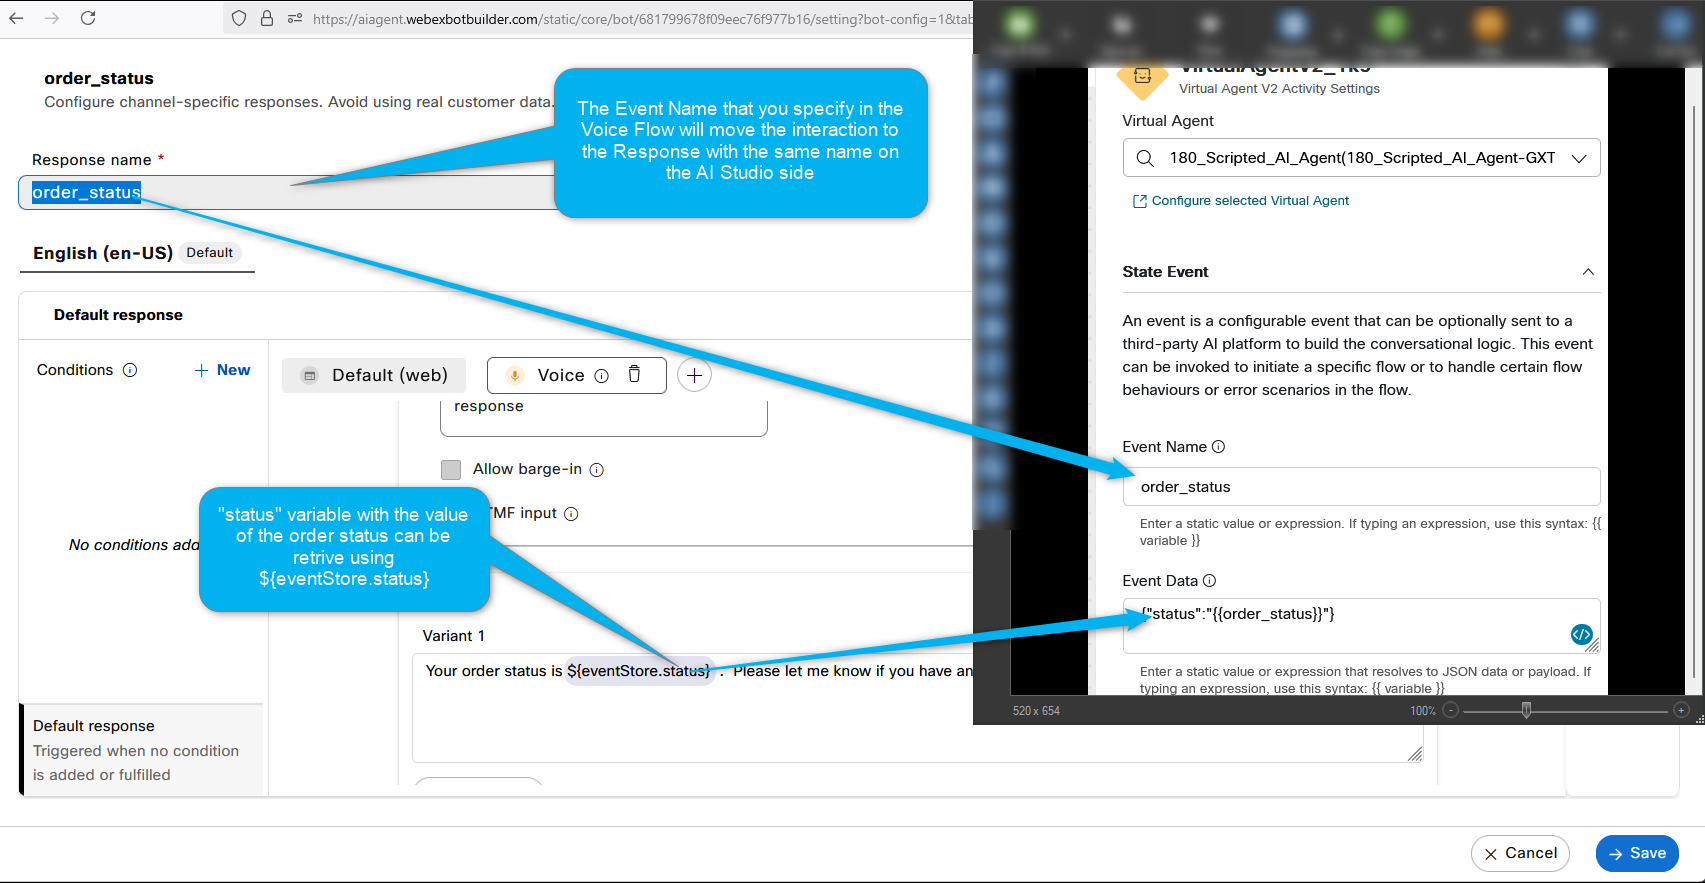 https://aiagent.webexbotbuilder.com/static/core/bot/681799678f09eec76f977b16/setting?bot-config=1&tab
order_status
Configure channel-specific responses. Avoid using real customer data.
The Event Name that you specify in the
Voice Flow will move the interaction to
the Response with the same name on
the AI Studio side
Response name *
order_status
English (en-US) Default
Default response
Conditions
+ New
Default (web)
Voice
response
Allow barge-in
TMF input
No conditions add
"status" variable with the value
of the order status can be
retrive using
${eventStore.status}
Variant 1
Your order status is ${eventStore.status} . Please let me know if you have an
Default response
Triggered when no condition
is added or fulfilled
Virtual Agent V2 Activity Settings
Virtual Agent
180_Scripted_AI_Agent(180_Scripted_AI_Agent-GXT
Configure selected Virtual Agent
State Event
An event is a configurable event that can be optionally sent to a
third-party AI platform to build the conversational logic. This event
can be invoked to initiate a specific flow or to handle certain flow
behaviours or error scenarios in the flow.
Event Name
order_status
Enter a static value or expression. If typing an expression, use this syntax: {{
variable }}
Event Data
{"status":"{{order_status}}"}
Enter a static value or expression that resolves to JSON data or payload. If
typing an expression, use this syntax: {{ variable }}
520 x 654
100%
Cancel
Save